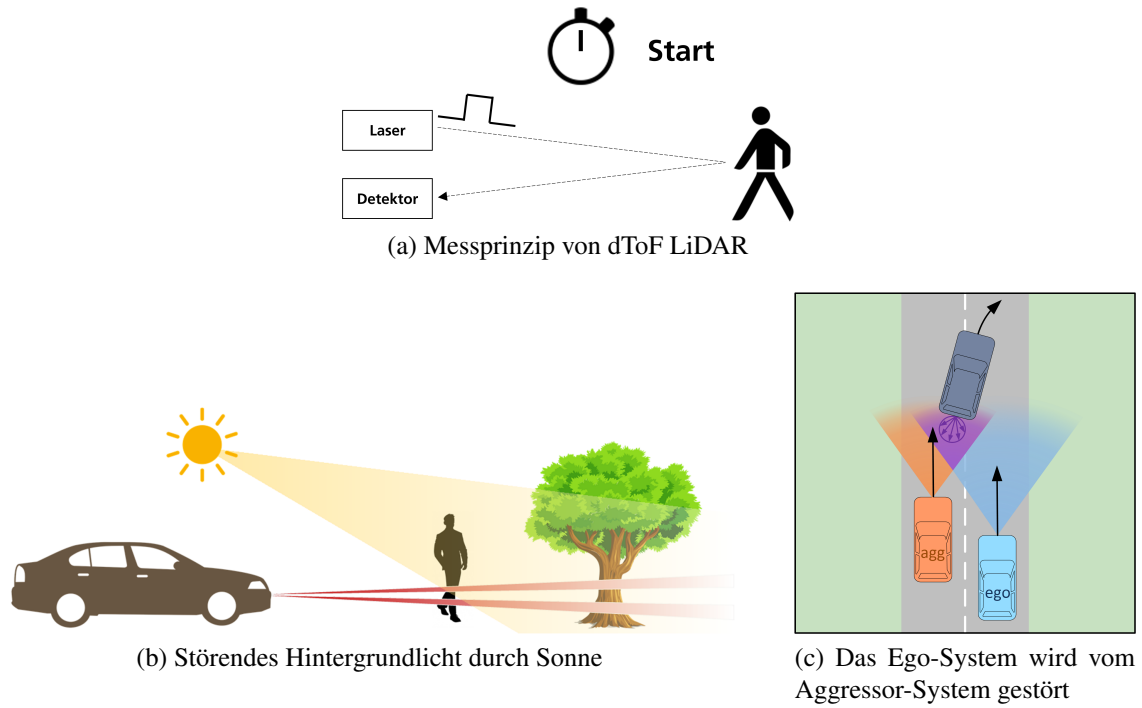 Start
Laser
Detektor
(a) Messprinzip von dToF LiDAR
(b) Störendes Hintergrundlicht durch Sonne
agg
ego
(c) Das Ego-System wird vom
Aggressor-System gestört